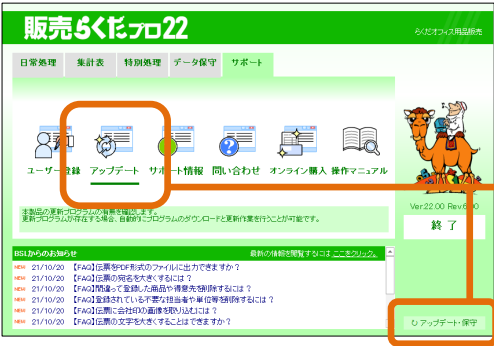 販売らくだプロ22
らくだオフィス用品販売
日常処理 集計表 特別処理 データ保守 サポート
ユーザー登録 アップデート サポート情報 問い合わせ オンライン購入 操作マニュアル
本製品の更新プログラムの有無を確認します。
更新プログラムが存在する場合、自動的にプログラムのダウンロードと更新作業を行うことが可能です。
Ver.22.00 Rev.6.00
終 了
BSLからのお知らせ 最新の情報を閲覧するには、ここをクリック。
NEW 21/10/20 【FAQ】伝票をPDF形式のファイルに出力できますか？
NEW 21/10/20 【FAQ】伝票の宛名を大きくするには？
NEW 21/10/20 【FAQ】間違って登録した商品や得意先を削除するには？
NEW 21/10/20 【FAQ】登録されている不要な担当者や単位等を削除するには？
NEW 21/10/20 【FAQ】伝票に会社印の画像を取り込むには？
NEW 21/10/20 【FAQ】伝票の文字を大きくすることはできますか？
アップデート・保守